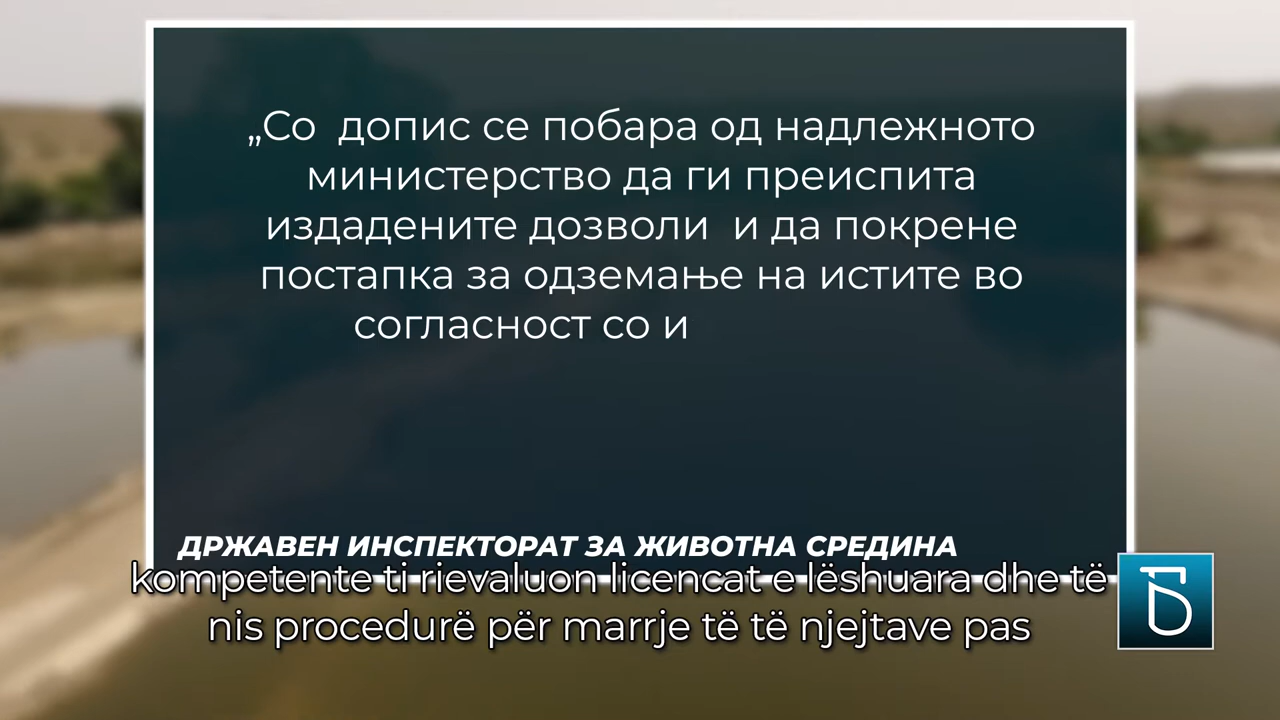 „Со допис се побара од надлежното
министерство да ги преиспита
издадените дозволи и да покрене
постапка за одземање на истите во
согласност со и
ДРЖАВЕН ИНСПЕКТОРАТ ЗА ЖИВОТНА СРЕДИНА
kompetente ti rievaluon licencat e lëshuara dhe të
nis procedurë për marrje të të njejtave pas